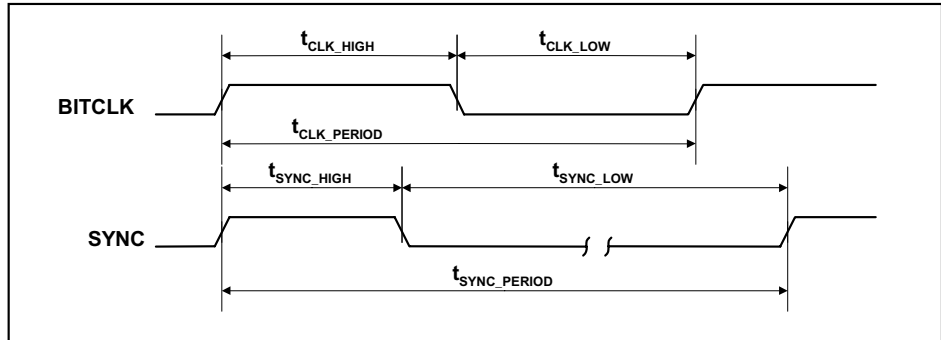 tCLK_HIGH tCLK_LOW
BITCLK
tCLK_PERIOD
tSYNC_HIGH tSYNC_LOW
SYNC
tSYNC_PERIOD